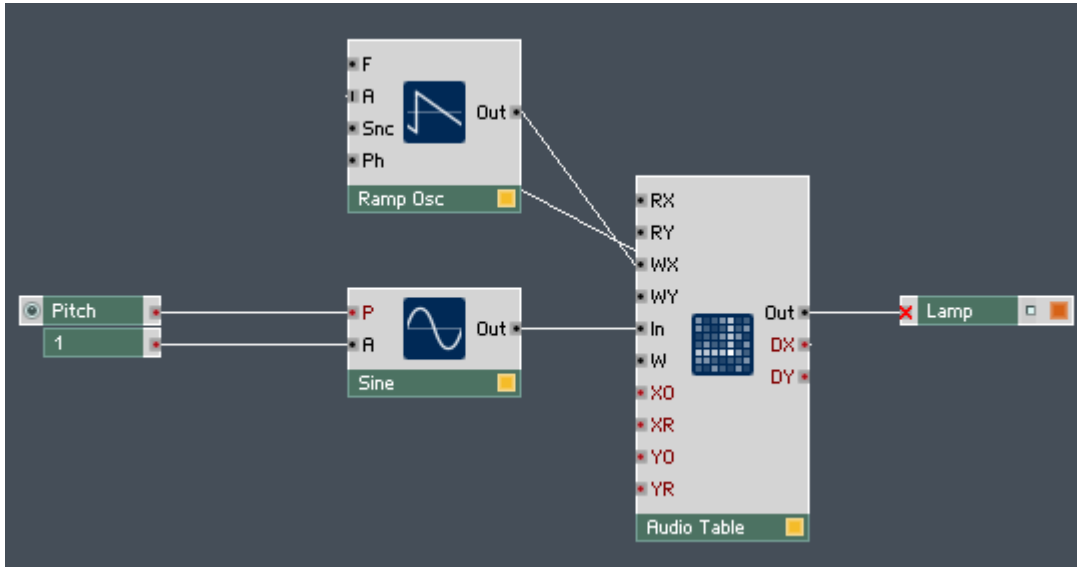 F
A
Snc
Ph
Out
Ramp Osc
Pitch
1
P
A
Out
Sine
RX
RY
WX
WY
In
W
XO
XR
YO
YR
Out
DX
DY
Audio Table
Lamp